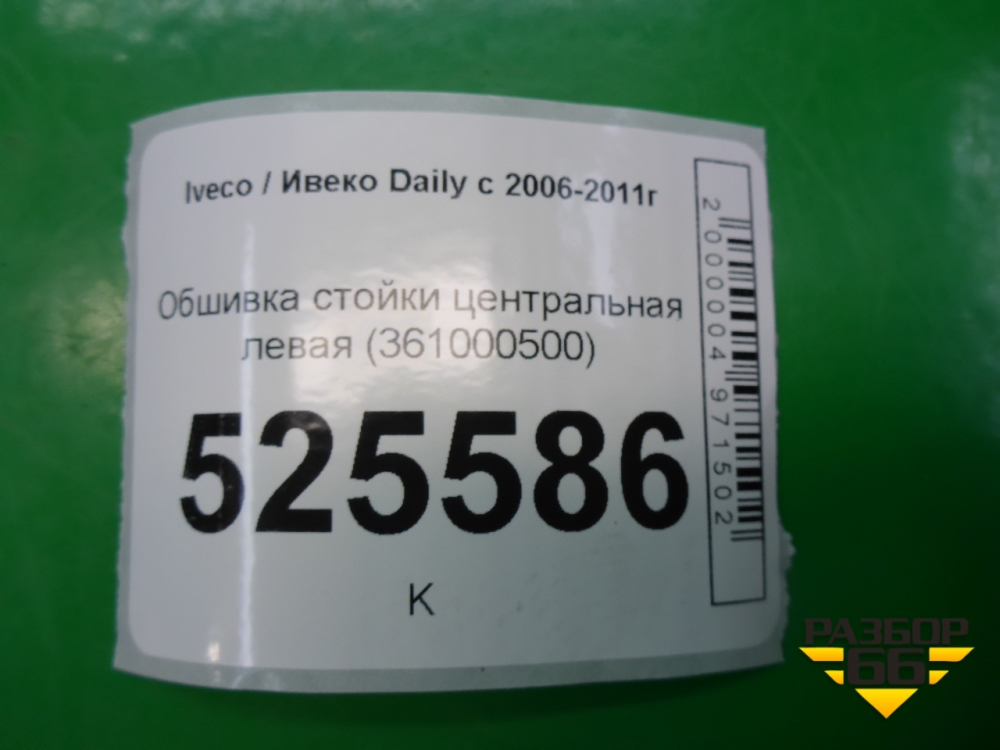 Iveco / Ивеко Daily с 2006-2011г
Обшивка стойки центральная
левая (361000500)
525586
К
2000004971502
РАЗБОР
66